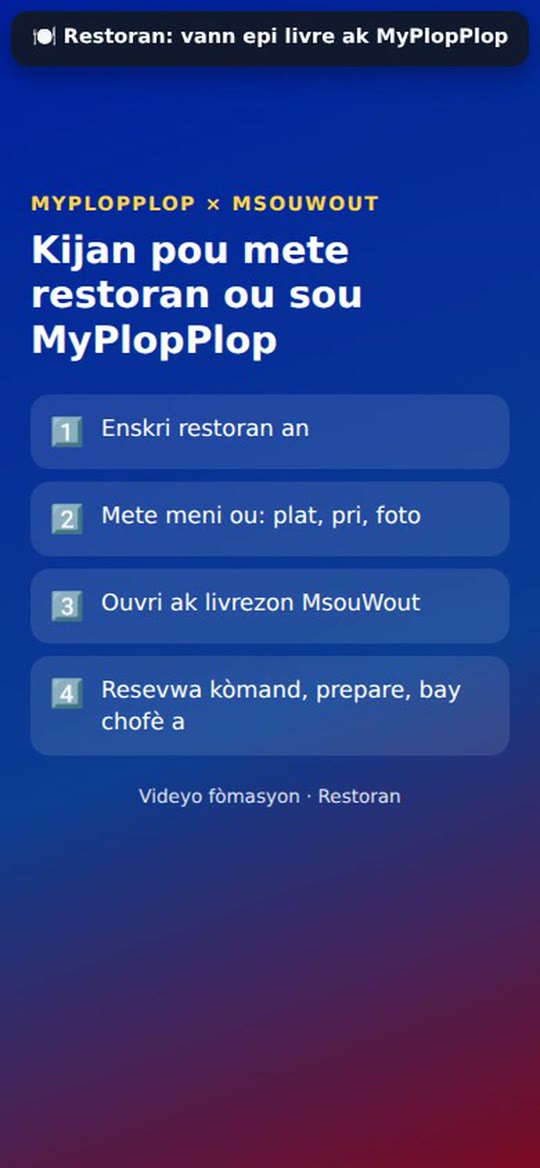 🍽️ Restoran: vann epi livre ak MyPlopPlop
MYPLOPPLOP × MSOUWOUT
Kijan pou mete
restoran ou sou
MyPlopPlop
1 Enskri restoran an
2 Mete meni ou: plat, pri, foto
3 Ouvri ak livrezon MsouWout
4 Resevwa kòmand, prepare, bay
chofè a
Videyo fòmasyon · Restoran